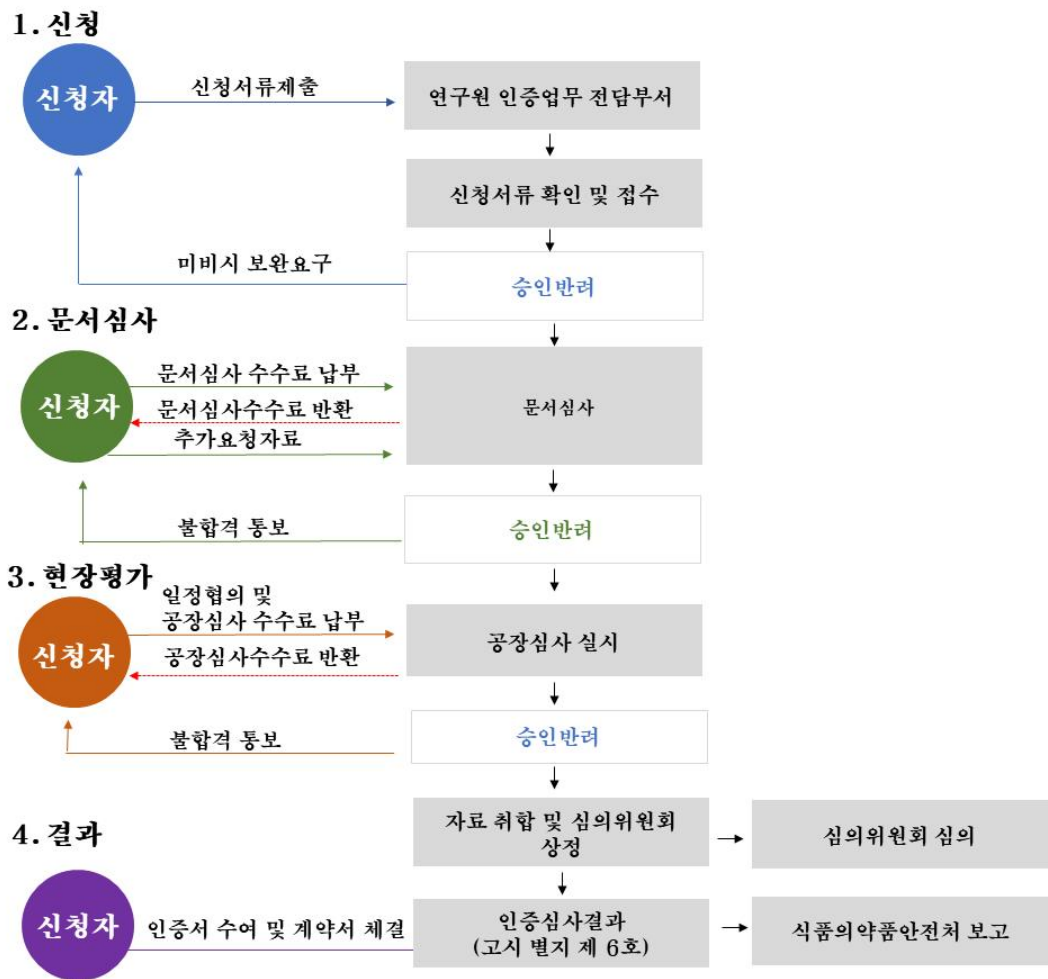 1.신청
신청자
신청서류제출
연구원 인증업무 전담부서
신청서류 확인 및 접수
미비시 보완요구
승인반려
2.문서심사
신청자
문서심사 수수료 납부
문서심사수수료 반환
추가요청자료
문서심사
불합격 통보
승인반려
3.현장평가
신청자
일정협의 및
공장심사 수수료 납부
공장심사수수료 반환
공장심사 실시
불합격 통보
승인반려
4.결과
자료 취합 및 심의위원회
상정
심의위원회 심의
신청자
인증서 수여 및 계약서 체결
인증심사결과
(고시 별지 제 6호)
식품의약품안전처 보고